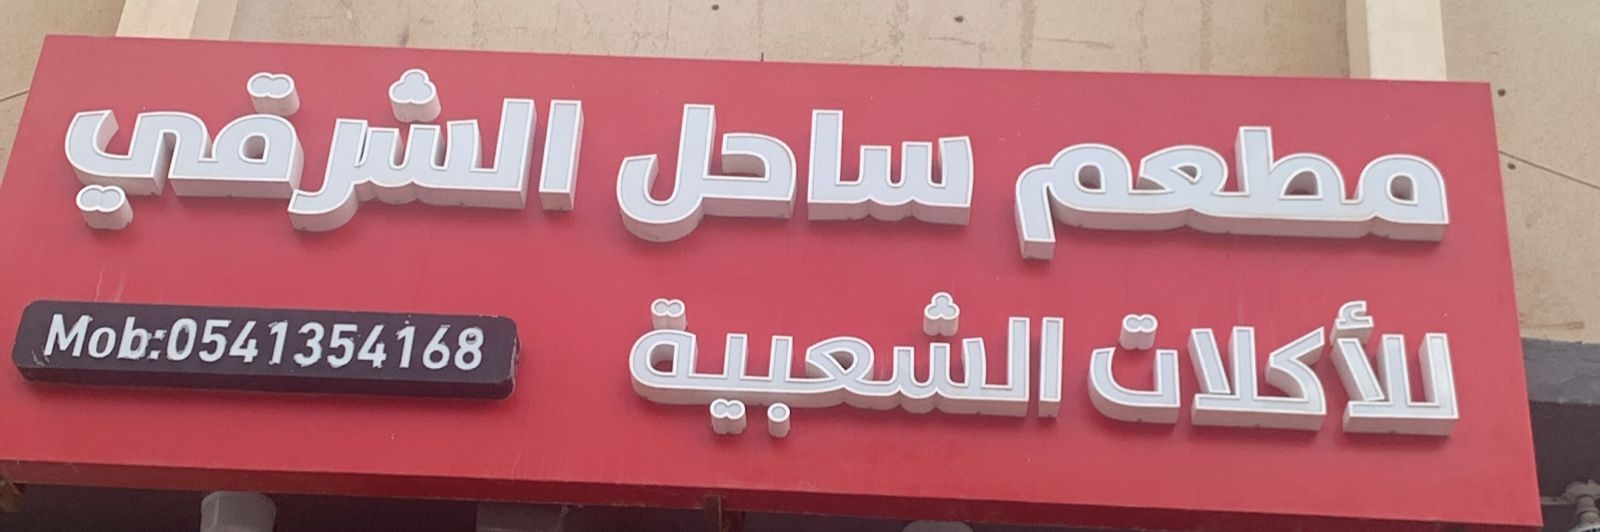 مطعم ساحل الشرقي
للأكلات الشعبية
Mob:0541354168